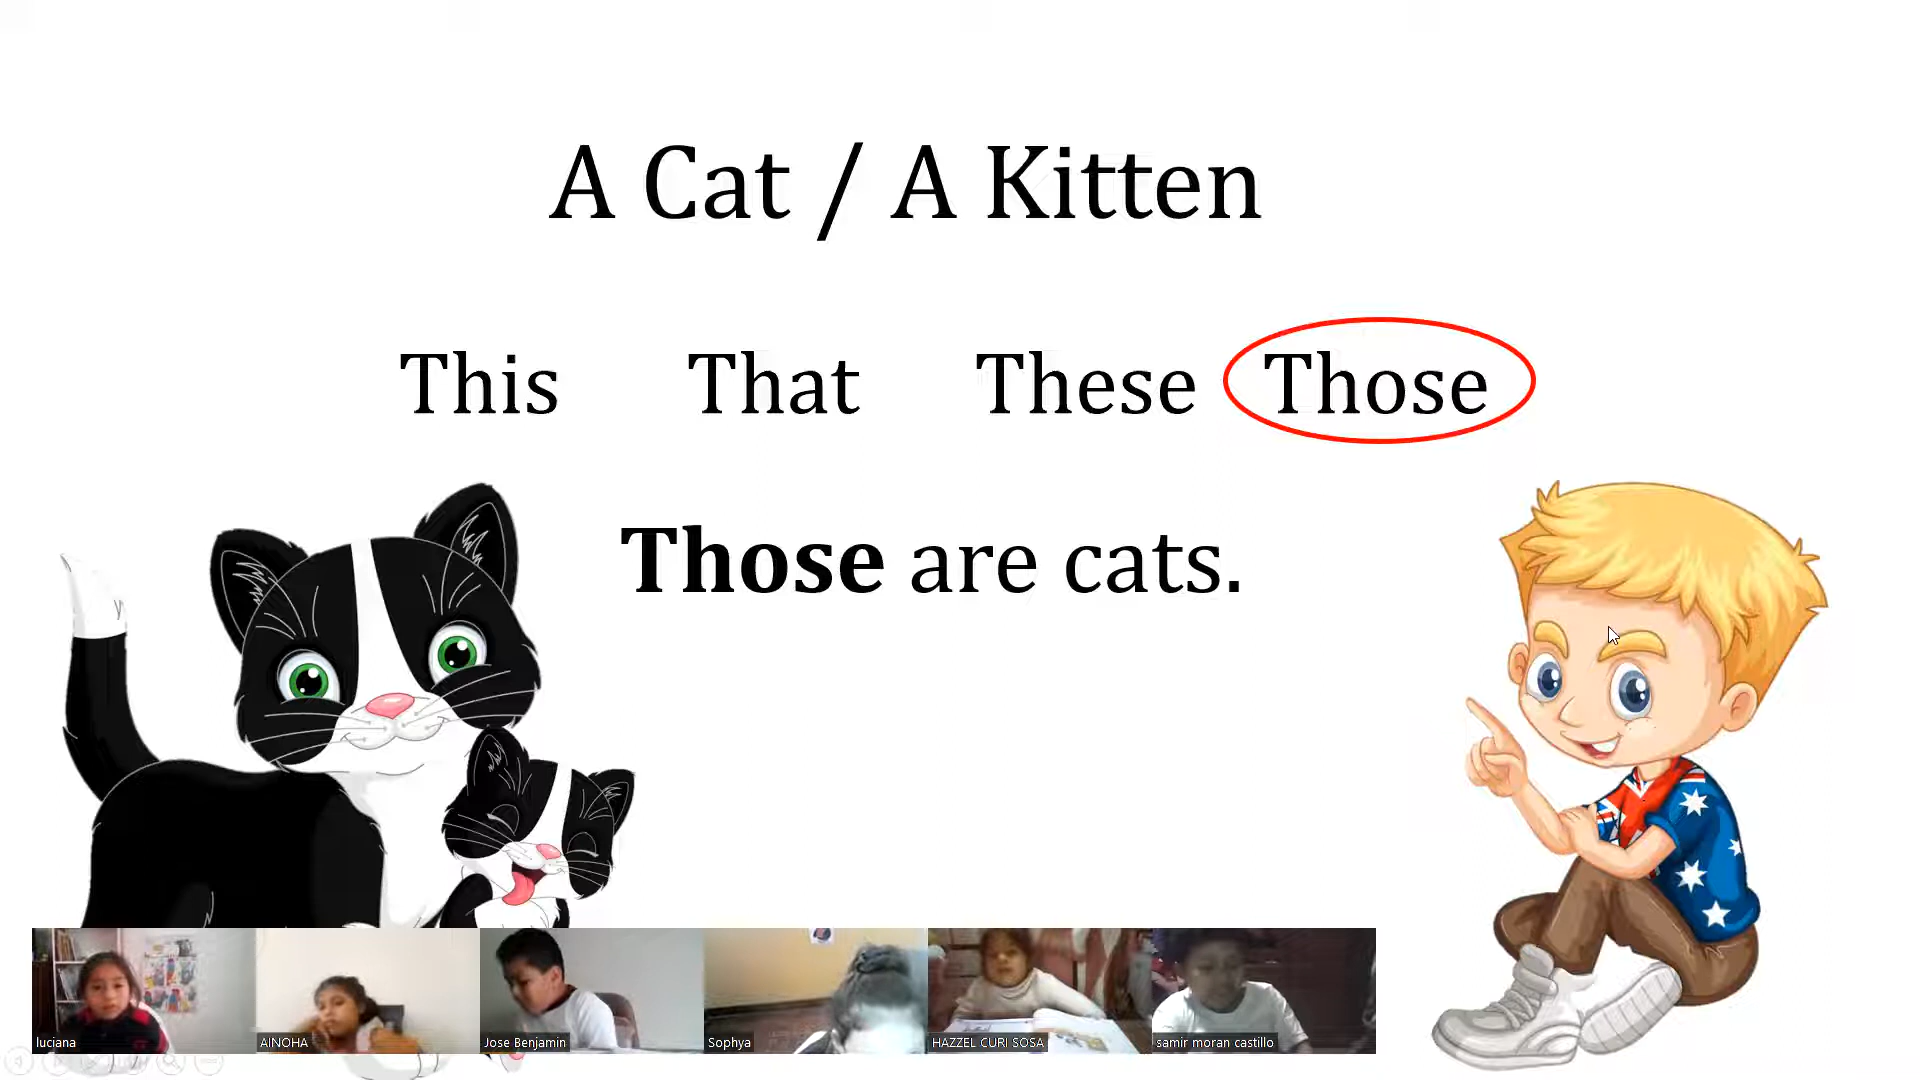 A Cat / A Kitten
This That These Those
Those are cats.
luciana AINOHA Jose Benjamin Sophya HAZZEL CURI SOSA samir moran castillo